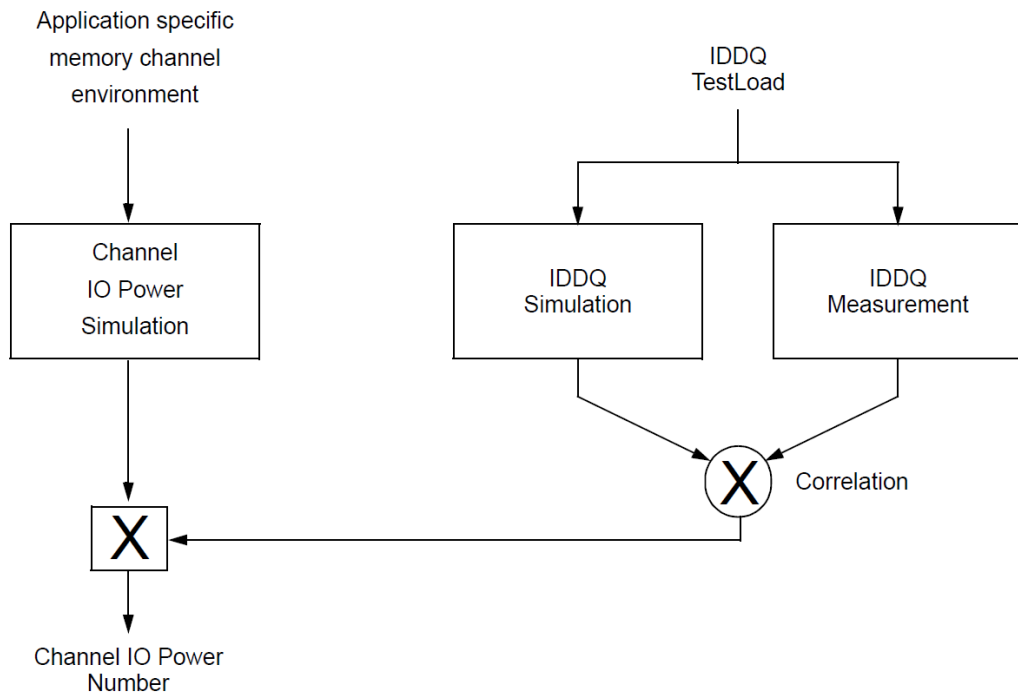 Application specific
memory channel
environment
IDDQ
TestLoad
Channel
IO Power
Simulation
IDDQ
Simulation
IDDQ
Measurement
X
Correlation
X
Channel IO Power
Number